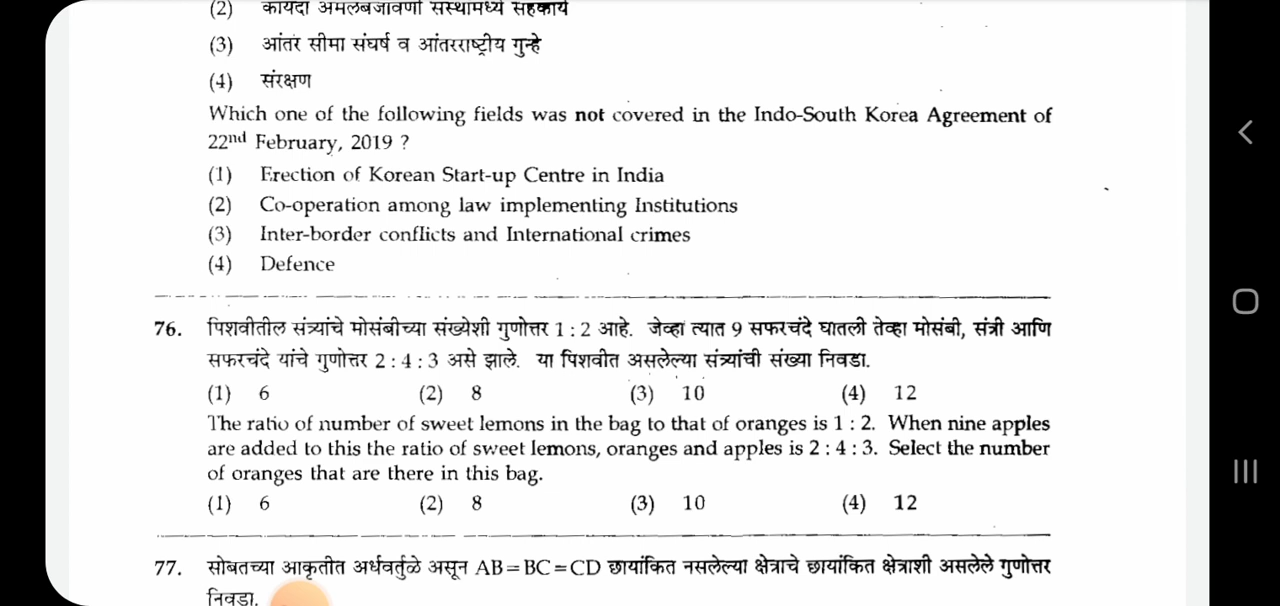 (2) कायदा अंमलबजावणी संस्थामध्ये सहकार्य
(3) आंतर सीमा संघर्ष व आंतरराष्ट्रीय गुन्हे
(4) संरक्षण
Which one of the following fields was not covered in the Indo-South Korea Agreement of
22nd February, 2019 ?
(1) Erection of Korean Start-up Centre in India
(2) Co-operation among law implementing Institutions
(3) Inter-border conflicts and International crimes
(4) Defence
76. पिशवीतील संत्र्यांचे मोसंबीच्या संख्येशी गुणोत्तर 1 : 2 आहे. जेव्हा त्यात 9 सफरचंदे घातली तेव्हा मोसंबी, संत्री आणि
सफरचंदे यांचे गुणोत्तर 2 : 4 : 3 असे झाले. या पिशवीत असलेल्या संत्र्यांची संख्या निवडा.
(1) 6 (2) 8 (3) 10 (4) 12
The ratio of number of sweet lemons in the bag to that of oranges is 1 : 2. When nine apples
are added to this the ratio of sweet lemons, oranges and apples is 2 : 4 : 3. Select the number
of oranges that are there in this bag.
(1) 6 (2) 8 (3) 10 (4) 12
77. सोबतच्या आकृतीत अर्धवर्तुळे असून AB = BC = CD छायांकित नसलेल्या क्षेत्राचे छायांकित क्षेत्राशी असलेले गुणोत्तर
निवडा.